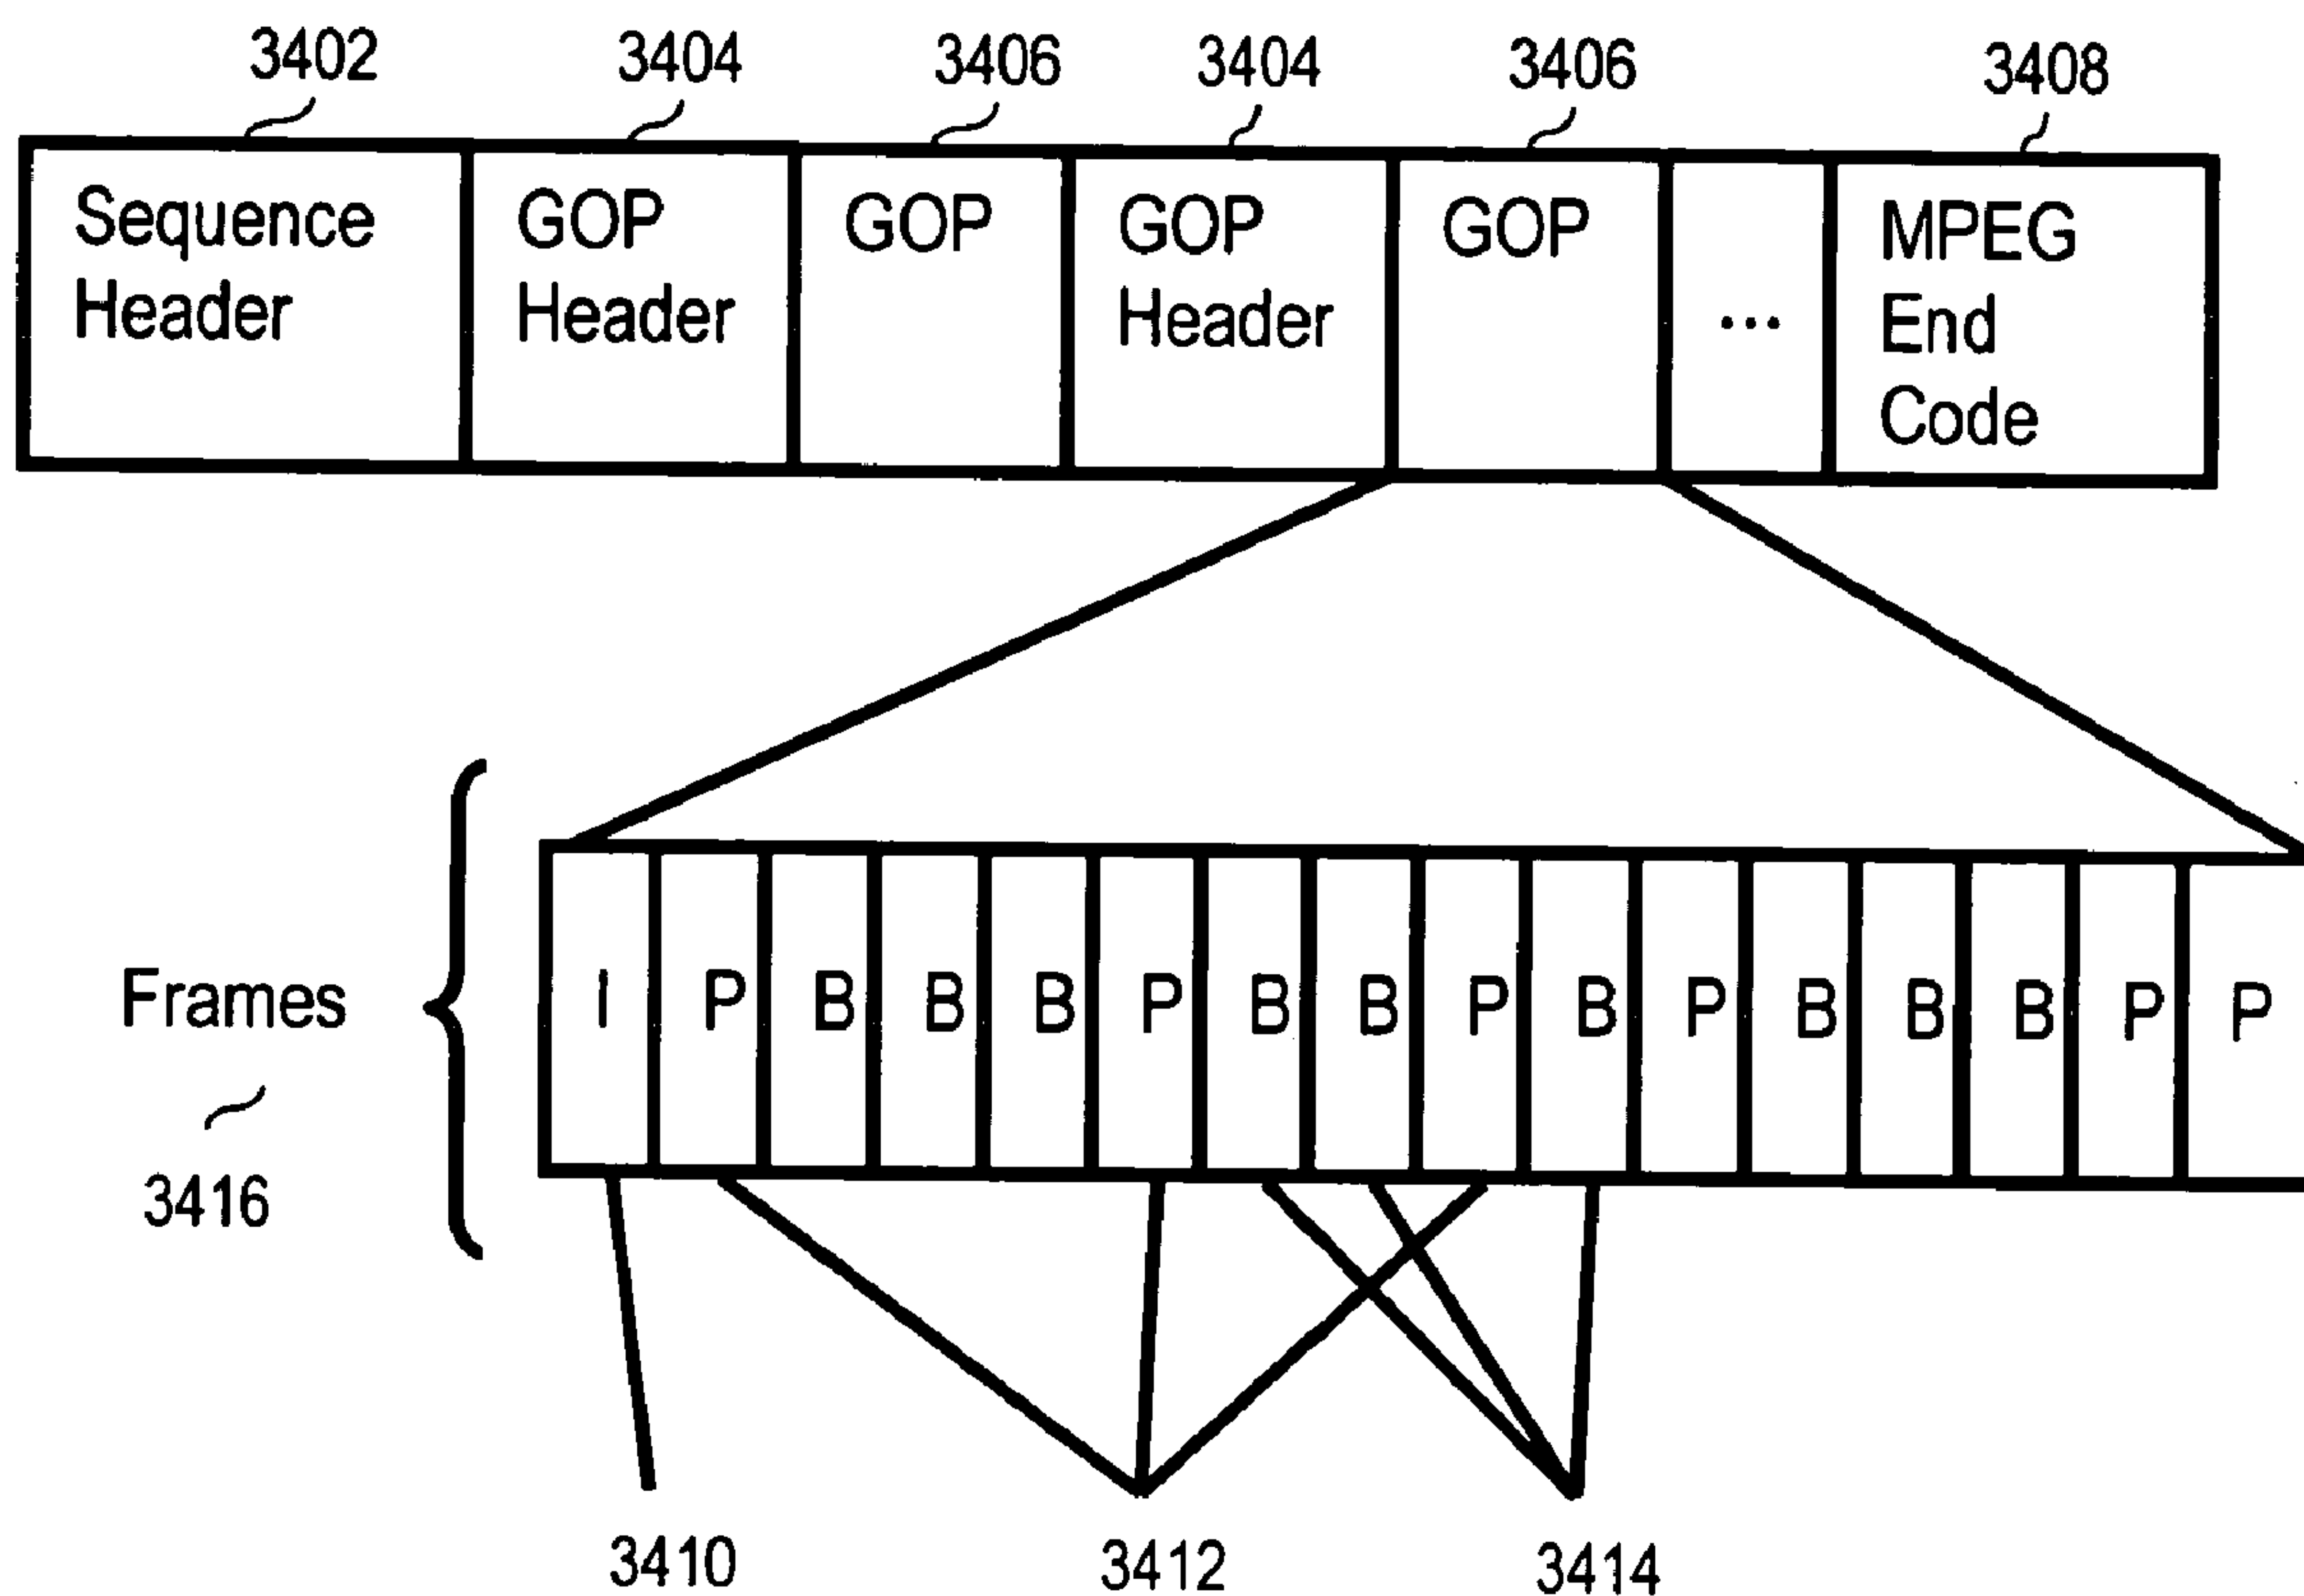 3402 3404 3406 3404 3406 3408
Sequence Header
GOP Header
GOP
GOP Header
GOP
...
MPEG End Code
Frames
3416
I P B B B P B B P B P B B B P P
3410 3412 3414